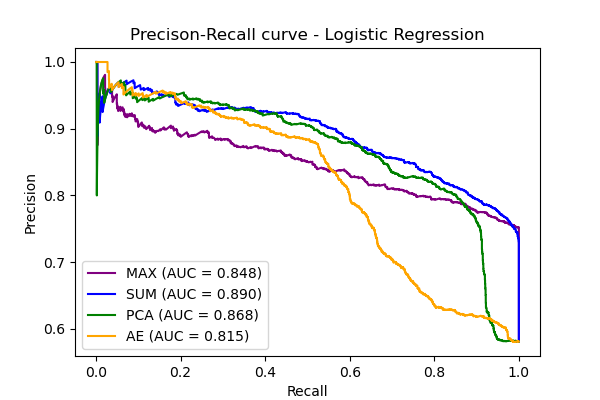 Precison-Recall curve - Logistic Regression
Precision
1.0
0.9
0.8
0.7
0.6
MAX (AUC = 0.848)
SUM (AUC = 0.890)
PCA (AUC = 0.868)
AE (AUC = 0.815)
0.0 0.2 0.4 0.6 0.8 1.0
Recall